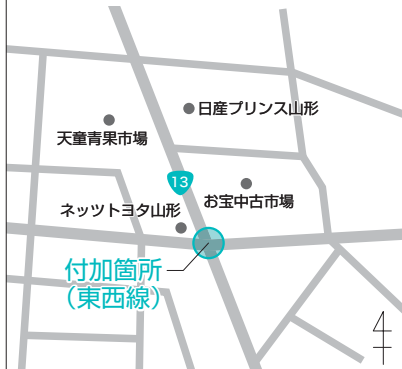 日産プリンス山形
天童青果市場
13
お宝中古市場
ネッツトヨタ山形
付加箇所
（東西線）